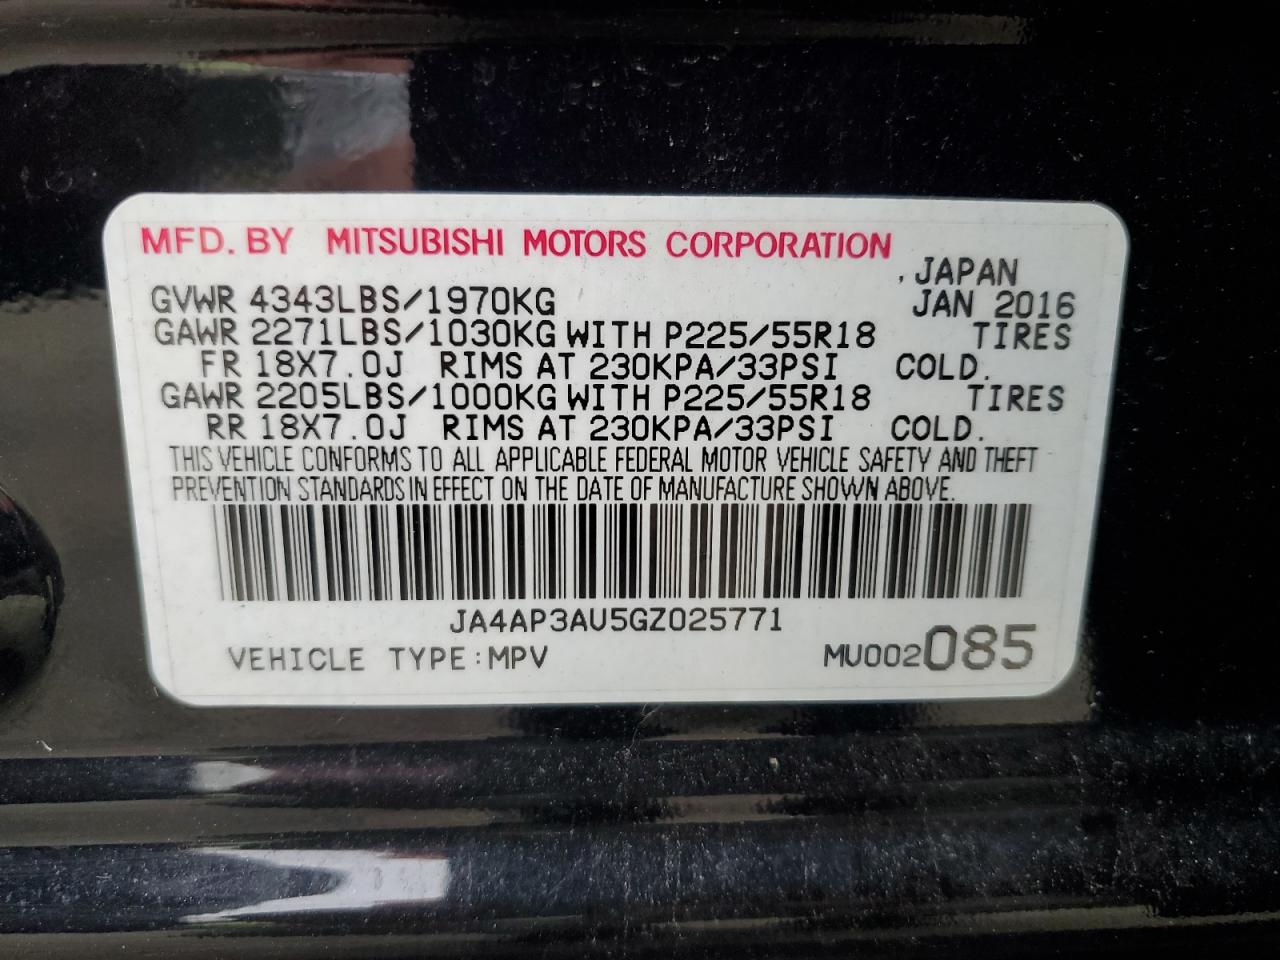 MFD. BY MITSUBISHI MOTORS CORPORATION
, JAPAN
GVWR 4343LBS/1970KG JAN 2016
GAWR 2271LBS/1030KG WITH P225/55R18 TIRES
FR 18X7.0J RIMS AT 230KPA/33PSI COLD.
GAWR 2205LBS/1000KG WITH P225/55R18 TIRES
RR 18X7.0J RIMS AT 230KPA/33PSI COLD.
THIS VEHICLE CONFORMS TO ALL APPLICABLE FEDERAL MOTOR VEHICLE SAFETY AND THEFT
PREVENTION STANDARDS IN EFFECT ON THE DATE OF MANUFACTURE SHOWN ABOVE.
JA4AP3AU5GZ025771
VEHICLE TYPE:MPV MU002085